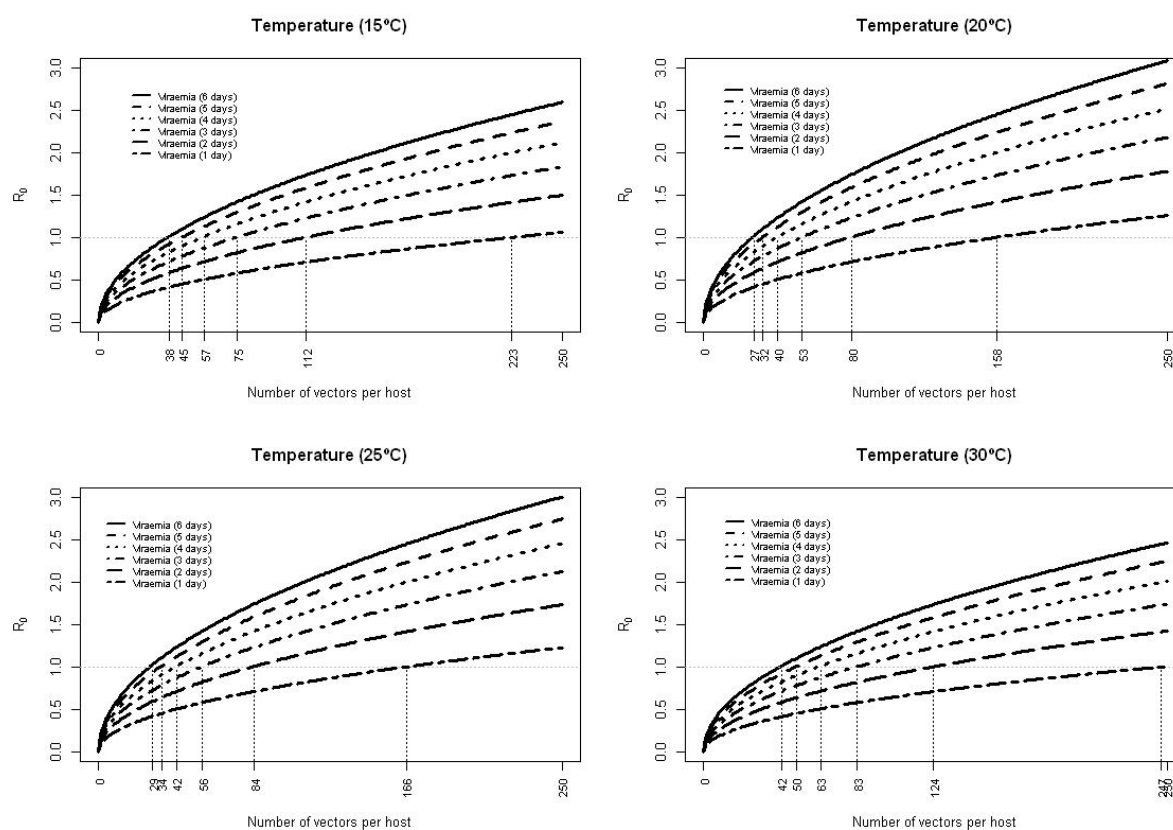 Temperature (15ºC)
R0
3.0
2.5
2.0
1.5
1.0
0.5
0.0
Viraemia (6 days)
Viraemia (5 days)
Viraemia (4 days)
Viraemia (3 days)
Viraemia (2 days)
Viraemia (1 day)
0 38 45 57 75 112 223 250
Number of vectors per host
Temperature (20ºC)
R0
3.0
2.5
2.0
1.5
1.0
0.5
0.0
Viraemia (6 days)
Viraemia (5 days)
Viraemia (4 days)
Viraemia (3 days)
Viraemia (2 days)
Viraemia (1 day)
0 27 32 40 53 80 158 250
Number of vectors per host
Temperature (25ºC)
R0
3.0
2.5
2.0
1.5
1.0
0.5
0.0
Viraemia (6 days)
Viraemia (5 days)
Viraemia (4 days)
Viraemia (3 days)
Viraemia (2 days)
Viraemia (1 day)
0 29 34 42 56 84 166 250
Number of vectors per host
Temperature (30ºC)
R0
3.0
2.5
2.0
1.5
1.0
0.5
0.0
Viraemia (6 days)
Viraemia (5 days)
Viraemia (4 days)
Viraemia (3 days)
Viraemia (2 days)
Viraemia (1 day)
0 42 50 63 83 124 247 250
Number of vectors per host